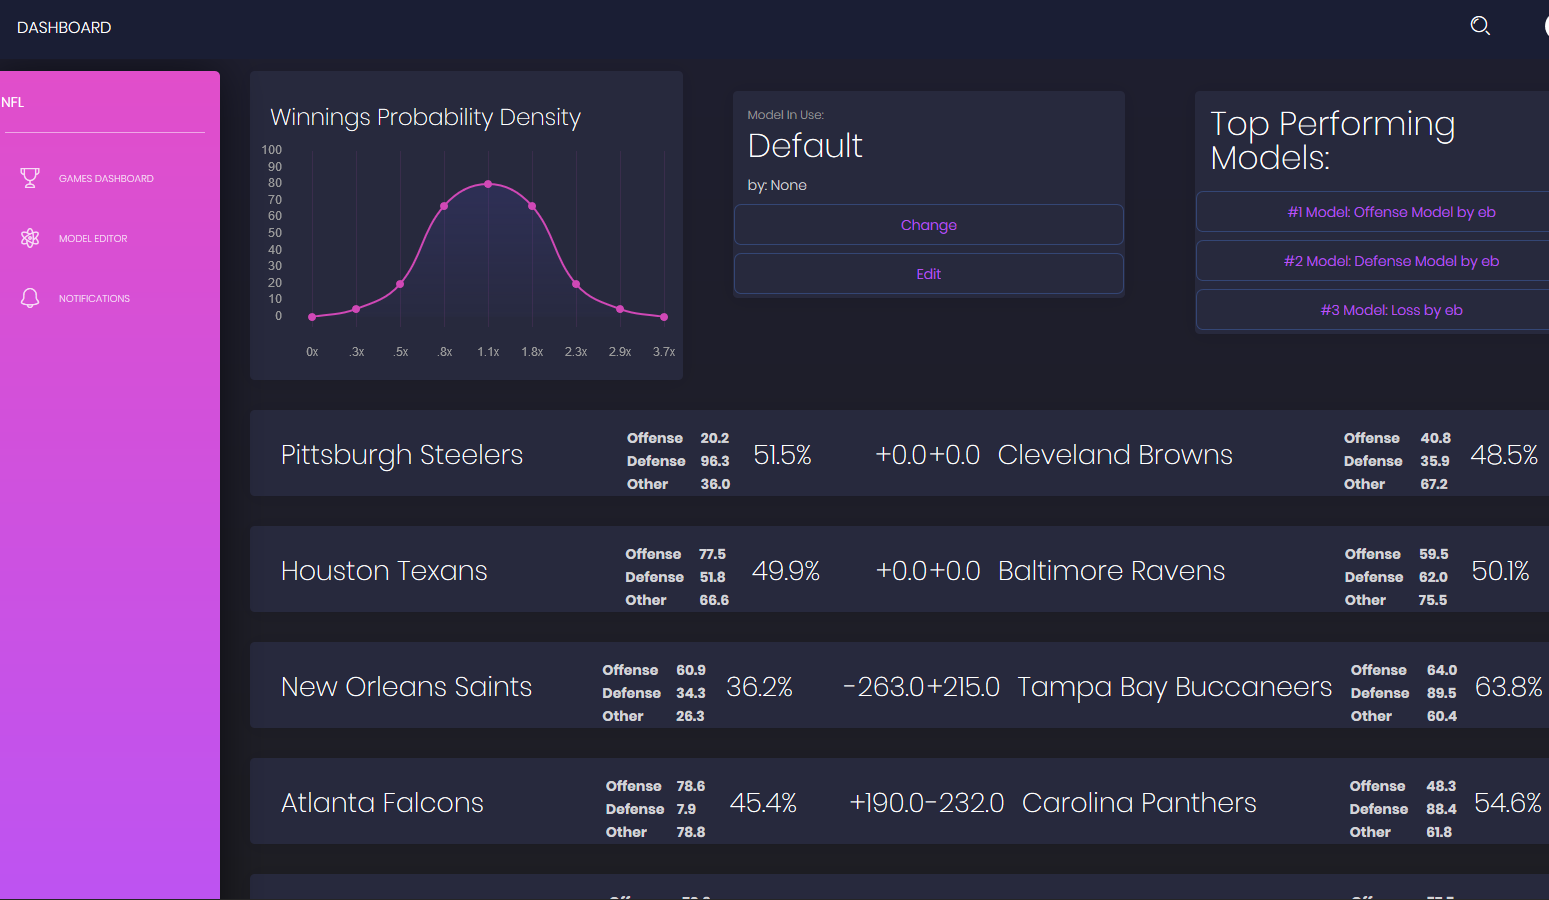 DASHBOARD
NFL
GAMES DASHBOARD
MODEL EDITOR
NOTIFICATIONS
Winnings Probability Density
100
90
80
70
60
50
40
30
20
10
0
0x .3x .5x .8x 1.1x 1.8x 2.3x 2.9x 3.7x
Model In Use:
Default
by: None
Change
Edit
Top Performing
Models:
#1 Model: Offense Model by eb
#2 Model: Defense Model by eb
#3 Model: Loss by eb
Pittsburgh Steelers
Offense 20.2
Defense 96.3
Other 36.0
51.5%
+0.0+0.0
Cleveland Browns
Offense 40.8
Defense 35.9
Other 67.2
48.5%
Houston Texans
Offense 77.5
Defense 51.8
Other 66.6
49.9%
+0.0+0.0
Baltimore Ravens
Offense 59.5
Defense 62.0
Other 75.5
50.1%
New Orleans Saints
Offense 60.9
Defense 34.3
Other 26.3
36.2%
-263.0+215.0
Tampa Bay Buccaneers
Offense 64.0
Defense 89.5
Other 60.4
63.8%
Atlanta Falcons
Offense 78.6
Defense 7.9
Other 78.8
45.4%
+190.0-232.0
Carolina Panthers
Offense 48.3
Defense 88.4
Other 61.8
54.6%